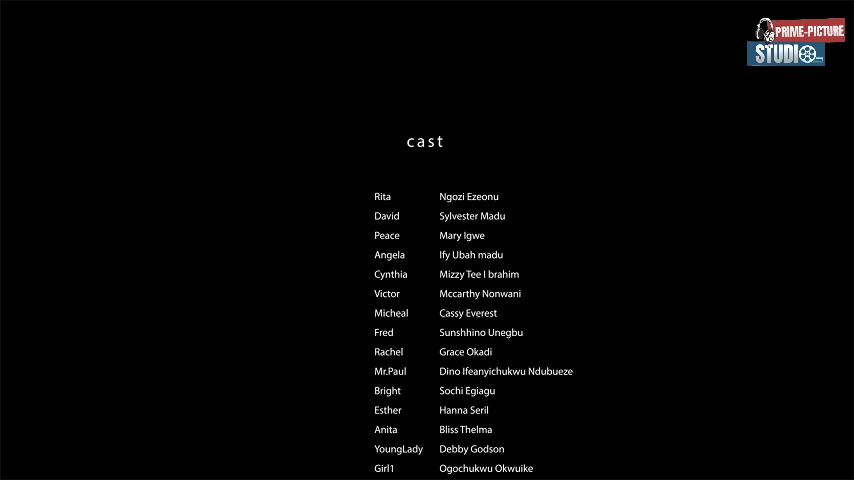 PRIME-PICTURE
STUDIO
cast
Rita Ngozi Ezeonu
David Sylvester Madu
Peace Mary Igwe
Angela Ify Ubah madu
Cynthia Mizzy Tee I brahim
Victor Mccarthy Nonwani
Micheal Cassy Everest
Fred Sunshhino Unegbu
Rachel Grace Okadi
Mr.Paul Dino Ifeanyichukwu Ndubueze
Bright Sochi Egiagu
Esther Hanna Seril
Anita Bliss Thelma
YoungLady Debby Godson
Girl1 Ogochukwu Okwuike